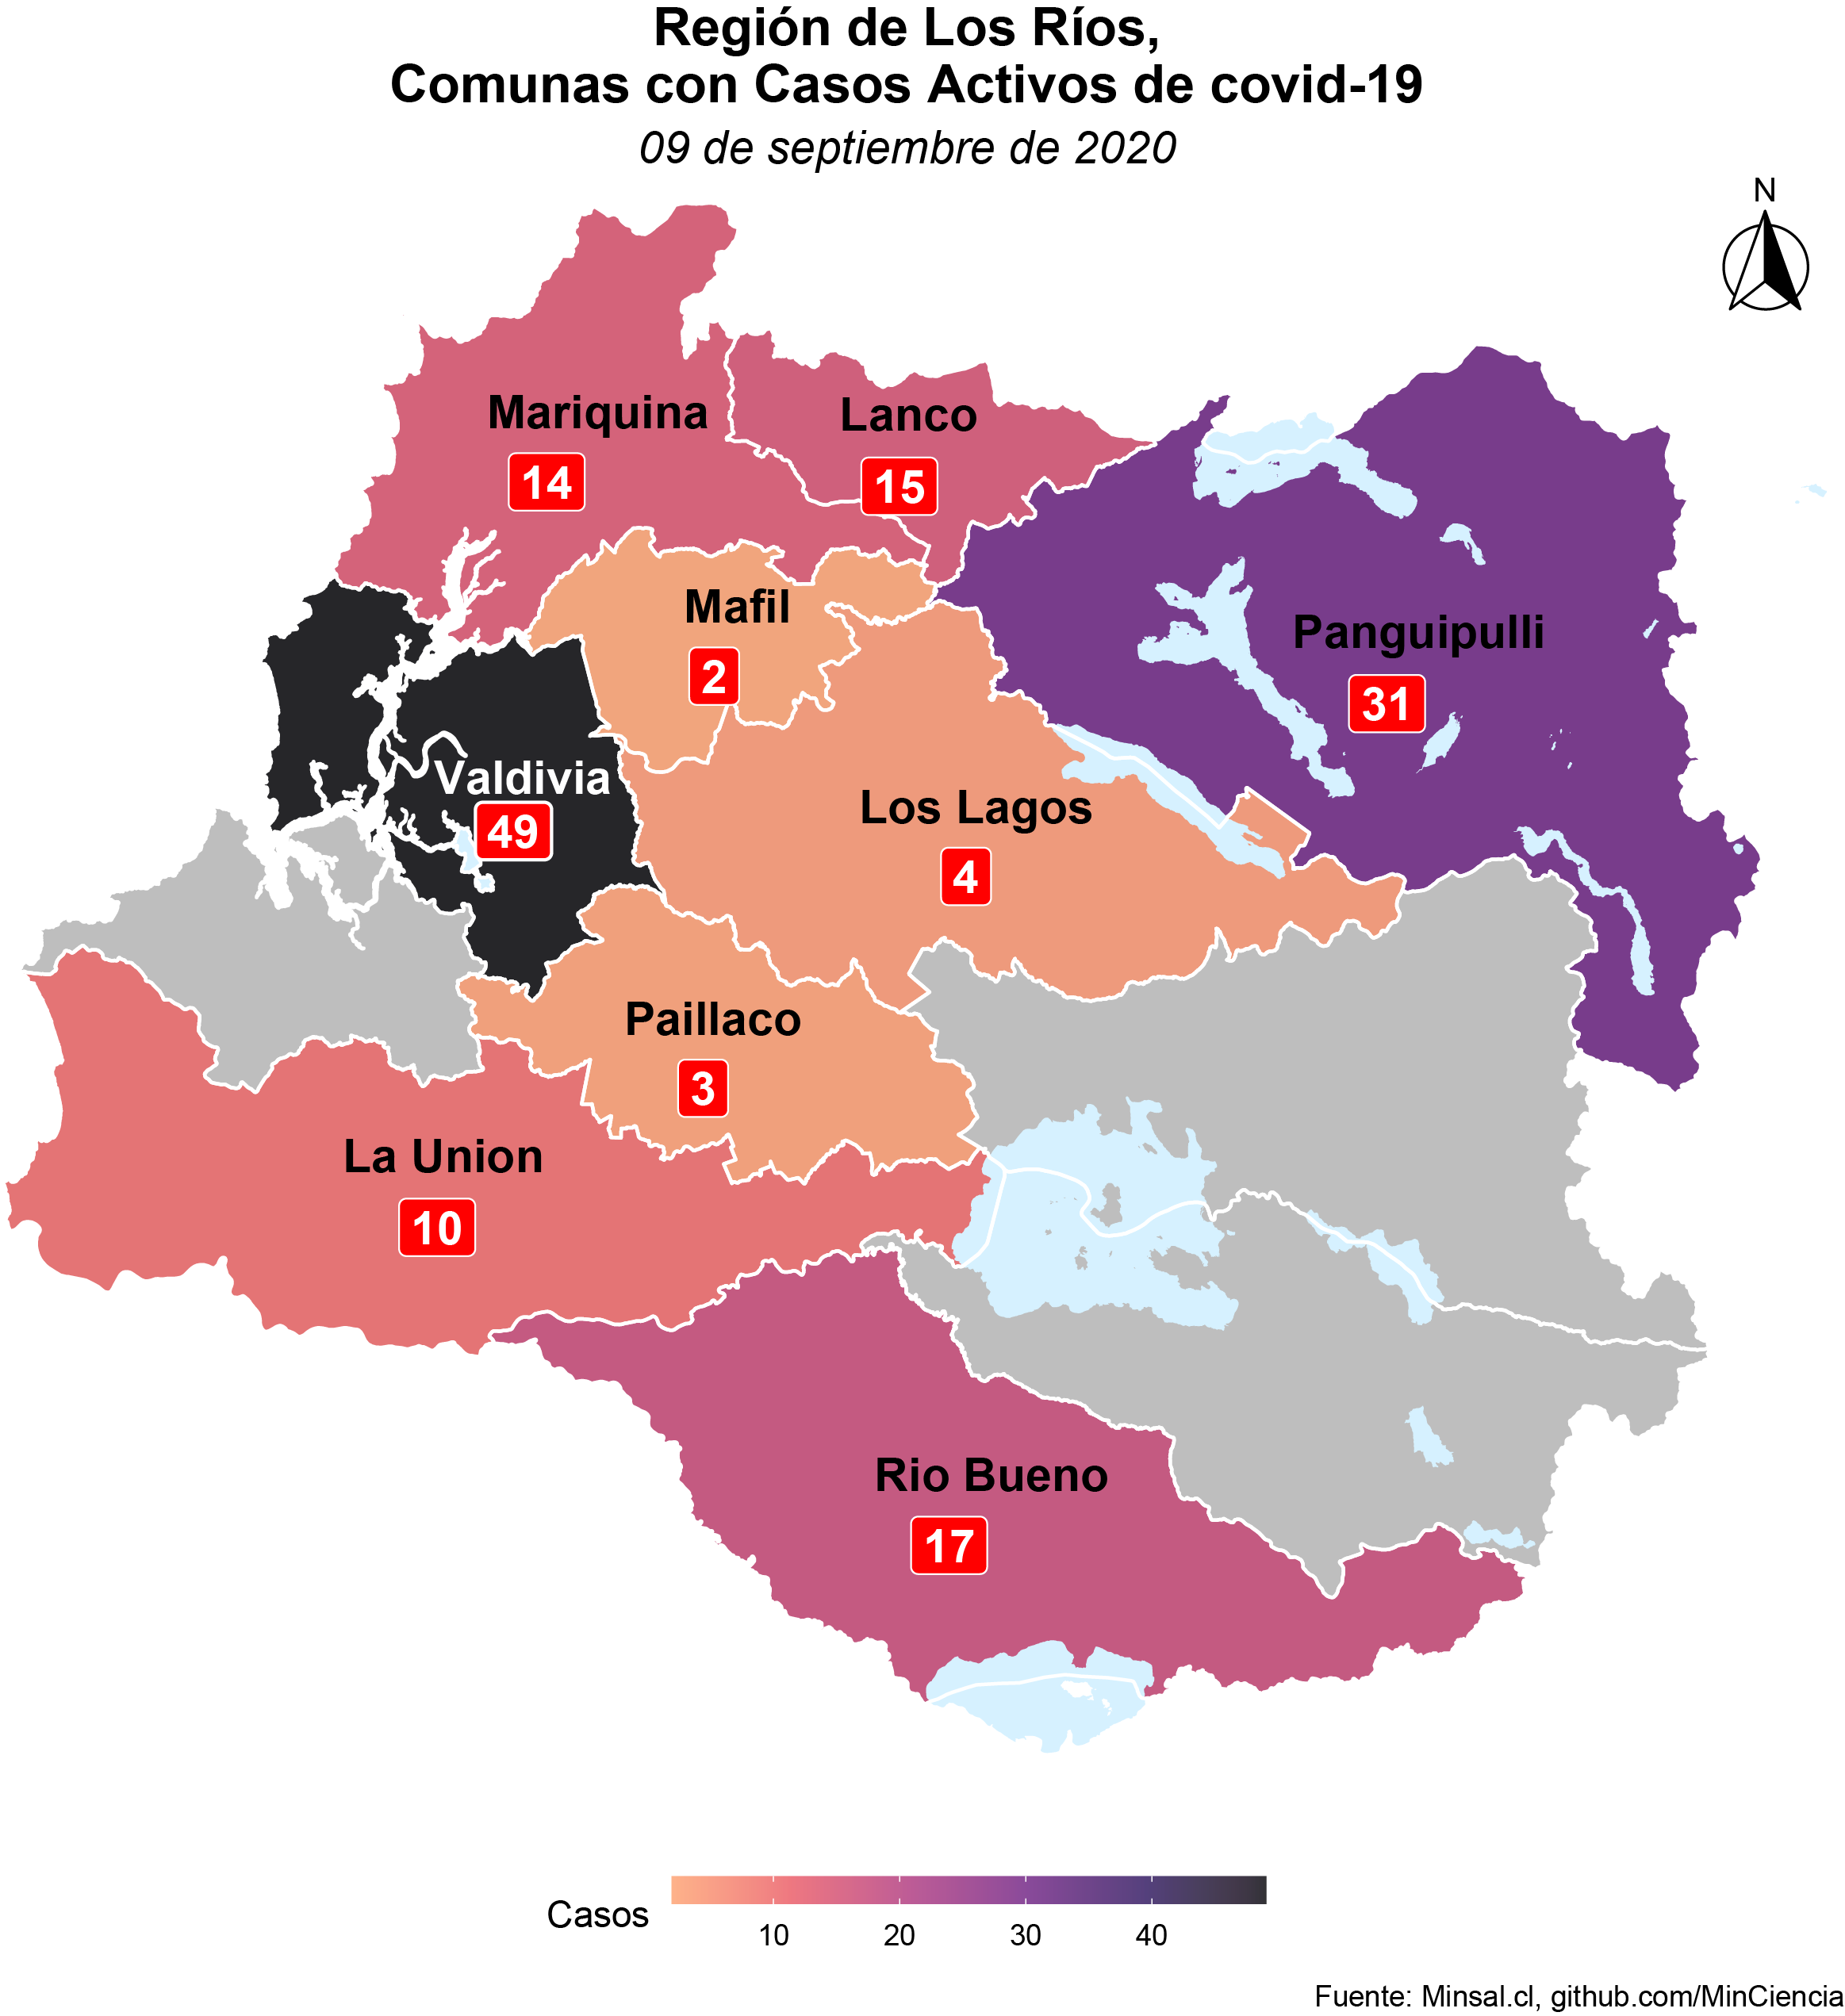 Región de Los Ríos,
Comunas con Casos Activos de covid-19
09 de septiembre de 2020
N
Mariquina
14
Lanco
15
Mafil
2
Panguipulli
31
Valdivia
49
Los Lagos
4
Paillaco
3
La Union
10
Rio Bueno
17
Casos
10 20 30 40
Fuente: Minsal.cl, github.com/MinCiencia